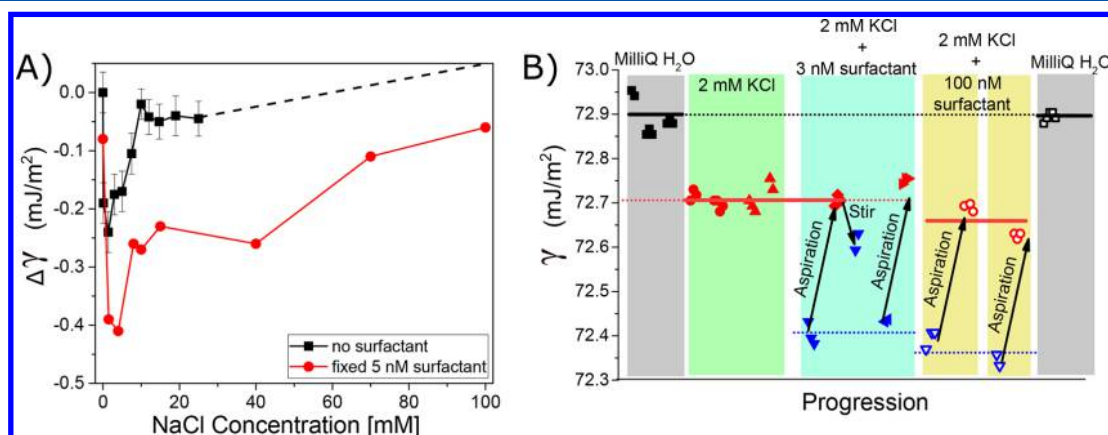 A)
0.0
-0.1
-0.2
-0.3
-0.4
-0.5
Δγ (mJ/m²)
0 20 40 60 80 100
NaCl Concentration [mM]
no surfactant
fixed 5 nM surfactant
B)
MilliQ H₂O
2 mM KCl
2 mM KCl
+
3 nM surfactant
2 mM KCl
+
100 nM
surfactant
MilliQ H₂O
73.0
72.9
72.8
72.7
72.6
72.5
72.4
72.3
γ
Aspiration
Stir
Aspiration
Aspiration
Aspiration
Progression